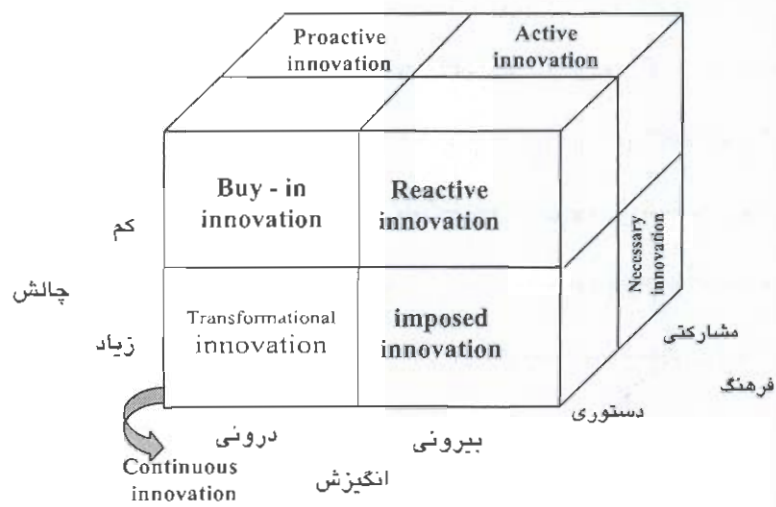 Proactive
innovation
Active
innovation
Buy - in
innovation
Reactive
innovation
Necessary
innovation
کم
چالش
زیاد
Transformational
innovation
imposed
innovation
مشارکتی
فرهنگ
دستوری
درونی
بیرونی
انگیزش
Continuous
innovation